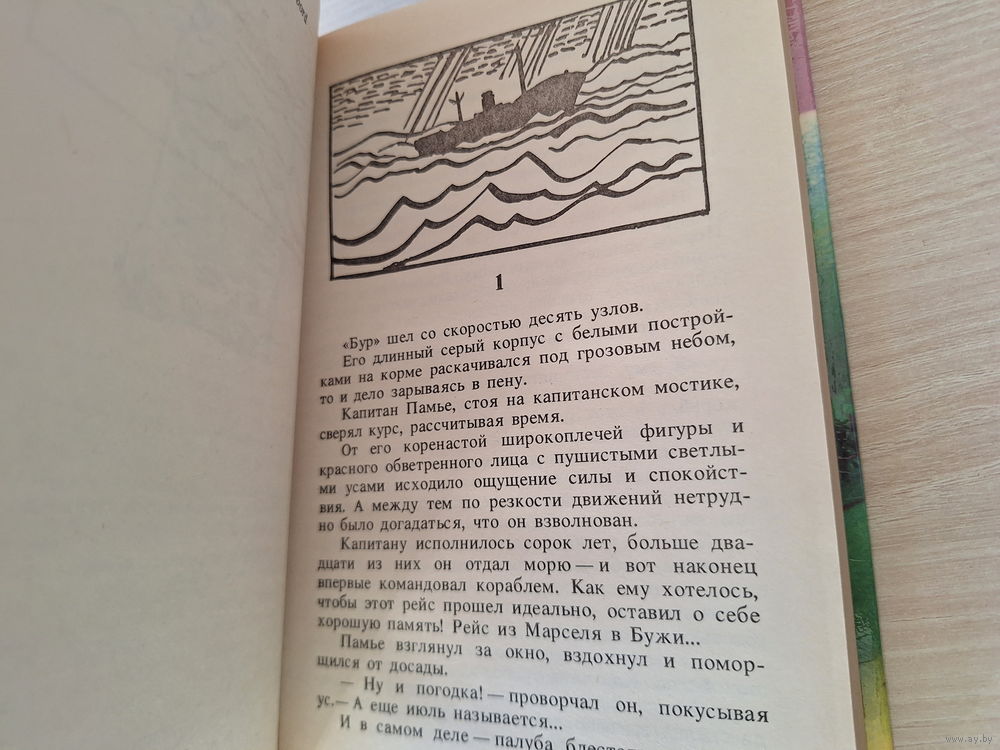 1
«Бур» шел со скоростью десять узлов.
Его длинный серый корпус с белыми построй-
ками на корме раскачивался под грозовым небом,
то и дело зарываясь в пену.
Капитан Памье, стоя на капитанском мостике,
сверял курс, рассчитывая время.
От его коренастой широкоплечей фигуры и
красного обветренного лица с пушистыми светлы-
ми усами исходило ощущение силы и спокойст-
вия. А между тем по резкости движений нетруд-
но было догадаться, что он взволнован.
Капитану исполнилось сорок лет, больше два-
дцати из них он отдал морю — и вот наконец
впервые командовал кораблем. Как ему хотелось,
чтобы этот рейс прошел идеально, оставил о себе
хорошую память! Рейс из Марселя в Бужи...
Памье взглянул за окно, вздохнул и помор-
щился от досады.
— Ну и погодка! — проворчал он, покусывая
ус. — А еще июль называется...
И в самом деле — палуба
www.ay.by